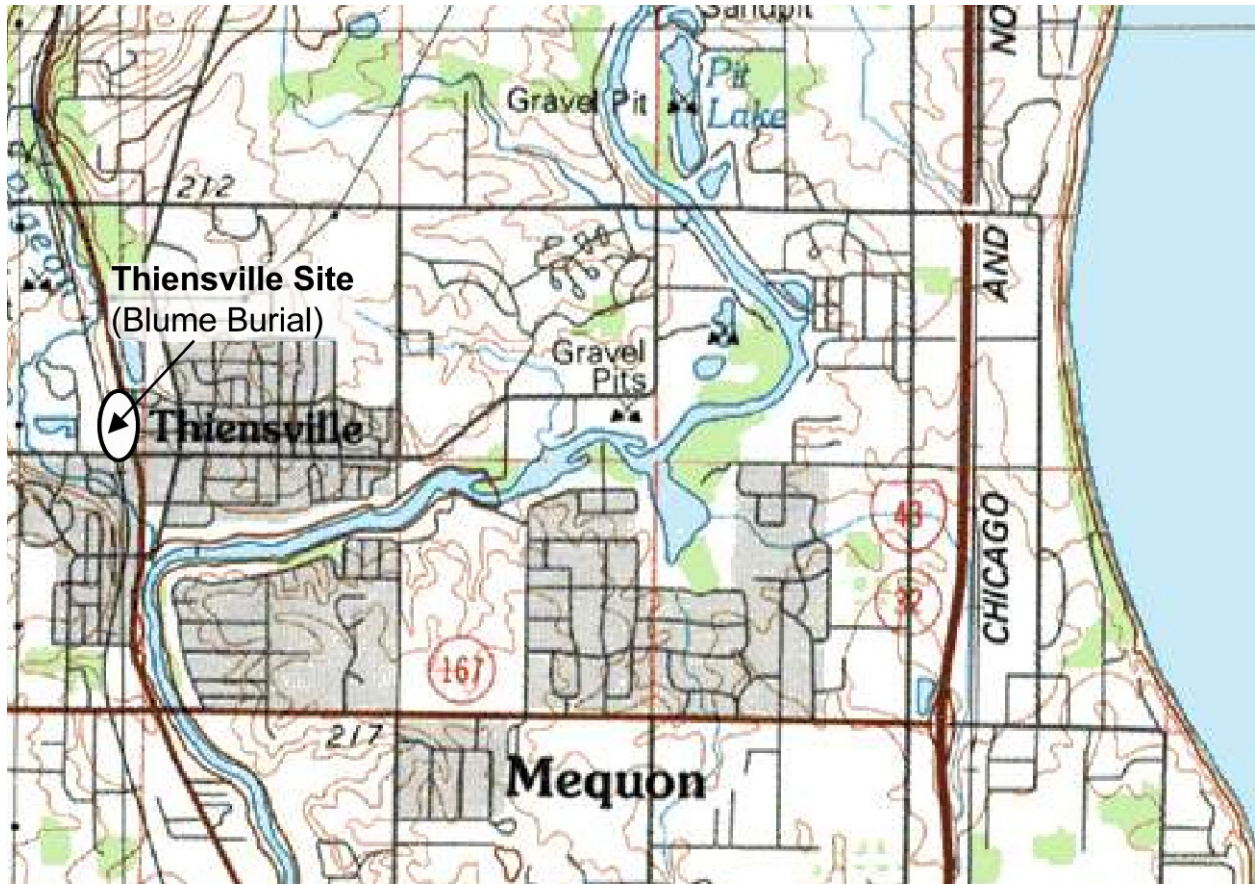 Sandpit
NO
Pit
Lake
Gravel Pit
212
Thiensville Site
(Blume Burial)
AND
Gravel
Pits
Thiensville
43
32
CHICAGO
167
217
Mequon